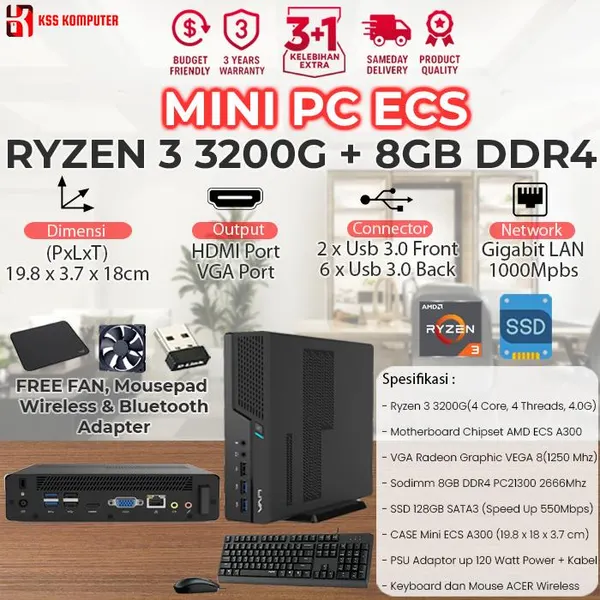 KSS KOMPUTER
BUDGET
FRIENDLY
3
3 YEARS
WARRANTY
3+1
KELEBIHAN
EXTRA
SAMEDAY
DELIVERY
PRODUCT
QUALITY
MINI PC ECS
RYZEN 3 3200G + 8GB DDR4
Dimensi
(PxLxT)
19.8 x 3.7 x 18cm
Output
HDMI Port
VGA Port
Connector
2 x Usb 3.0 Front
6 x Usb 3.0 Back
Network
Gigabit LAN
1000Mpbs
AMD
RYZEN
3
SSD
FREE FAN, Mousepad
Wireless & Bluetooth
Adapter
LIVA
Spesifikasi :
- Ryzen 3 3200G(4 Core, 4 Threads, 4.0G)
- Motherboard Chipset AMD ECS A300
- VGA Radeon Graphic VEGA 8(1250 Mhz)
- Sodimm 8GB DDR4 PC21300 2666Mhz
- SSD 128GB SATA3 (Speed Up 550Mbps)
- CASE Mini ECS A300 (19.8 x 18 x 3.7 cm)
- PSU Adaptor up 120 Watt Power + Kabel
- Keyboard dan Mouse ACER Wireless